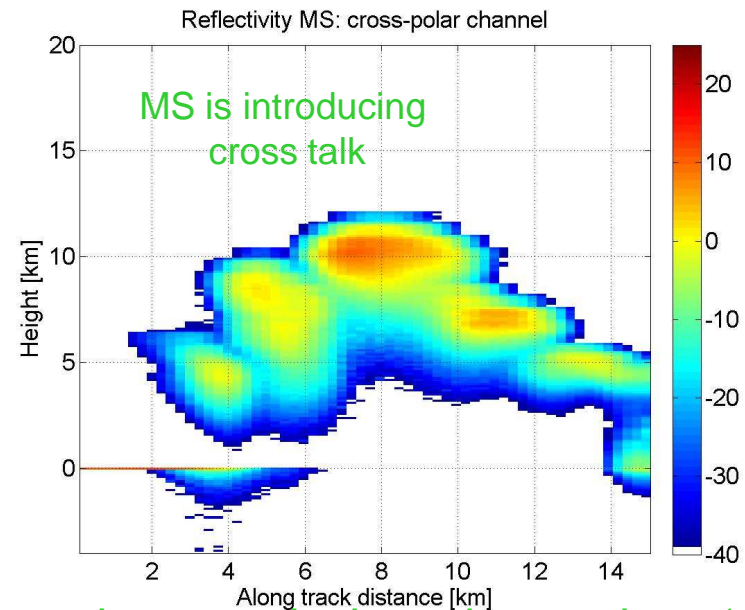 Reflectivity MS: cross-polar channel
MS is introducing
cross talk
Height [km]
20
15
10
5
0
2 4 6 8 10 12 14
Along track distance [km]
20
10
0
-10
-20
-30
-40